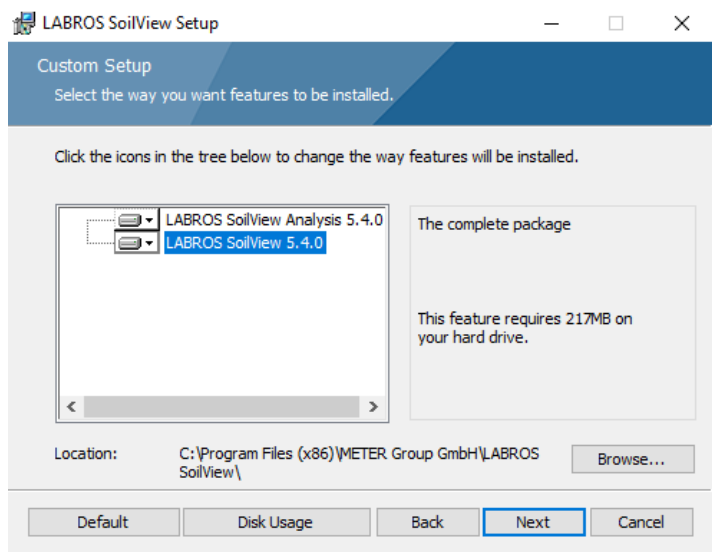 LABROS SoilView Setup
Custom Setup
Select the way you want features to be installed.
Click the icons in the tree below to change the way features will be installed.
LABROS SoilView Analysis 5.4.0
LABROS SoilView 5.4.0
The complete package
This feature requires 217MB on
your hard drive.
Location:
C:\Program Files (x86)\METER Group GmbH\LABROS
SoilView\
Browse...
Default
Disk Usage
Back
Next
Cancel